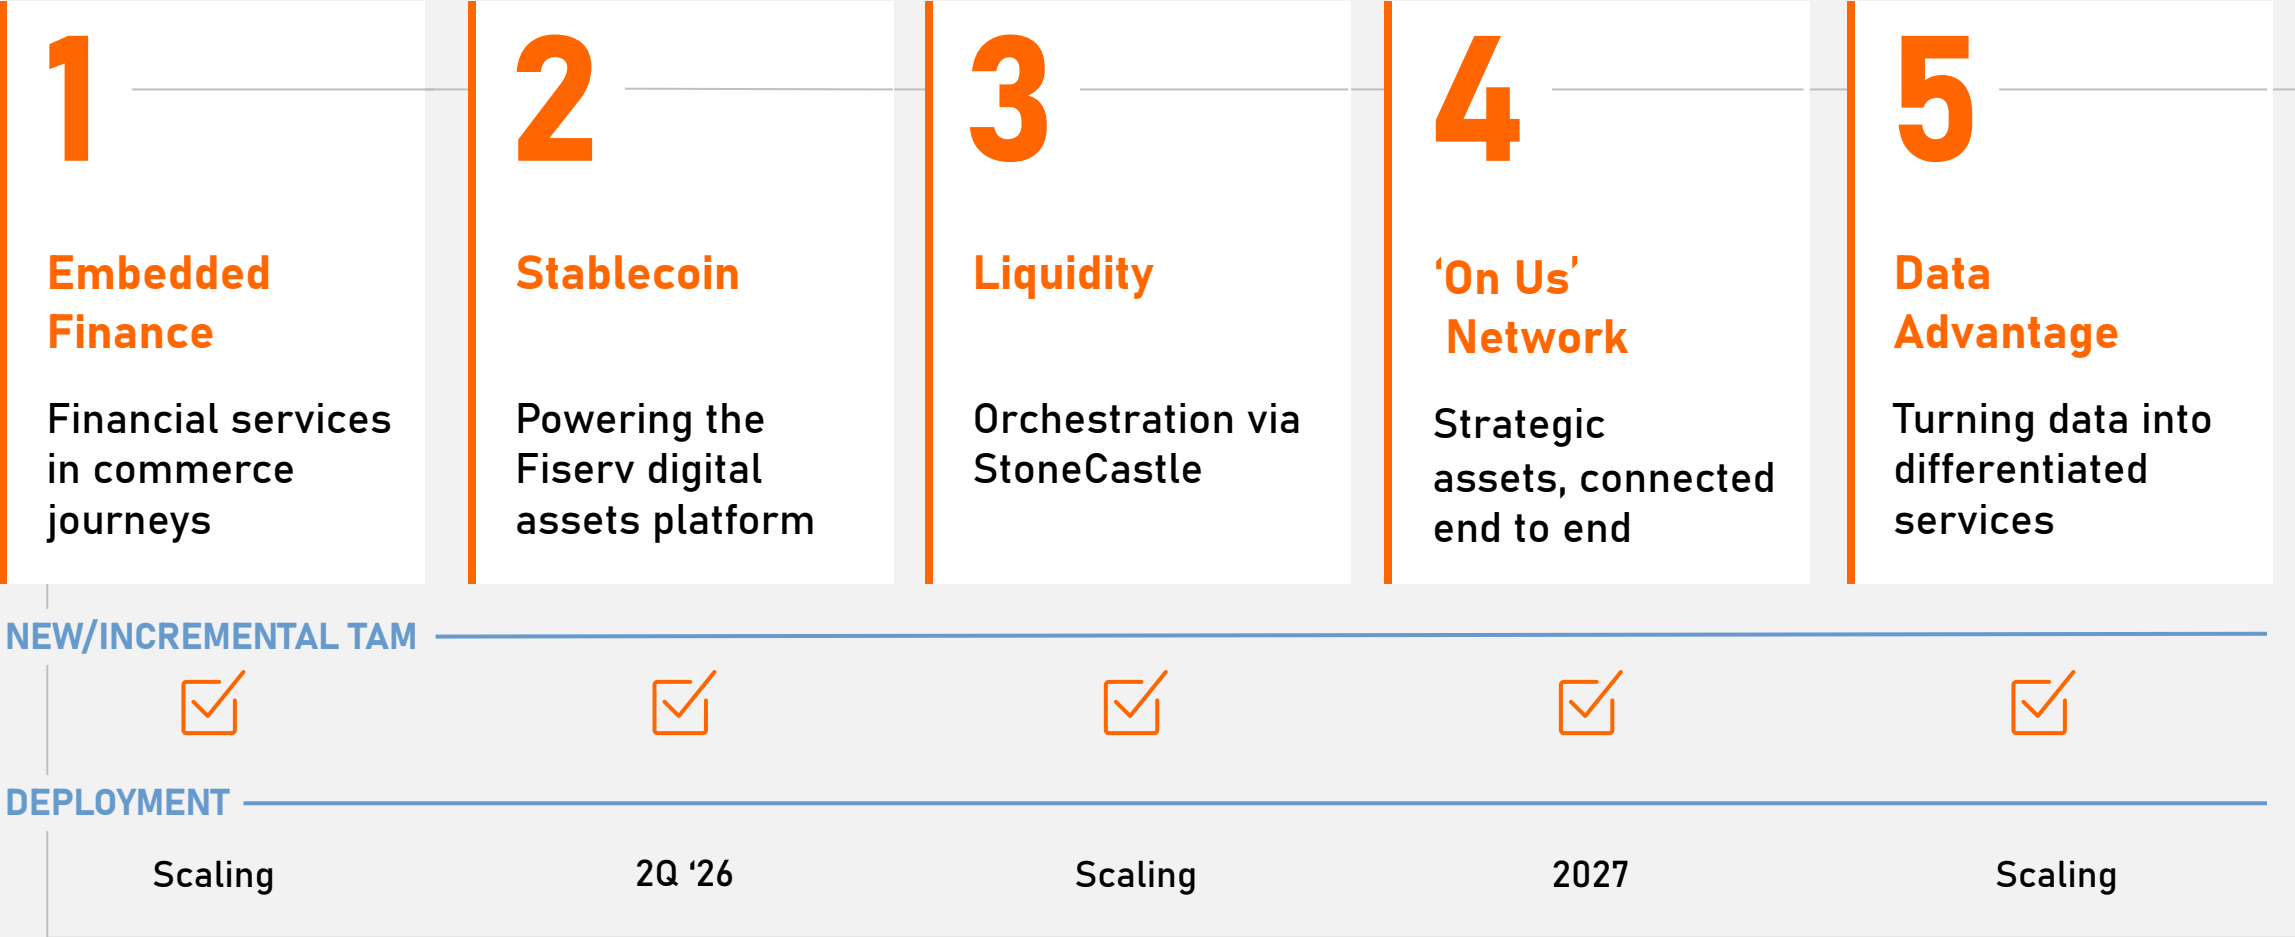 1
Embedded
Finance
Financial services
in commerce
journeys
2
Stablecoin
Powering the
Fiserv digital
assets platform
3
Liquidity
Orchestration via
StoneCastle
4
‘On Us’
Network
Strategic
assets, connected
end to end
5
Data
Advantage
Turning data into
differentiated
services
NEW/INCREMENTAL TAM
DEPLOYMENT
Scaling
2Q ‘26
Scaling
2027
Scaling